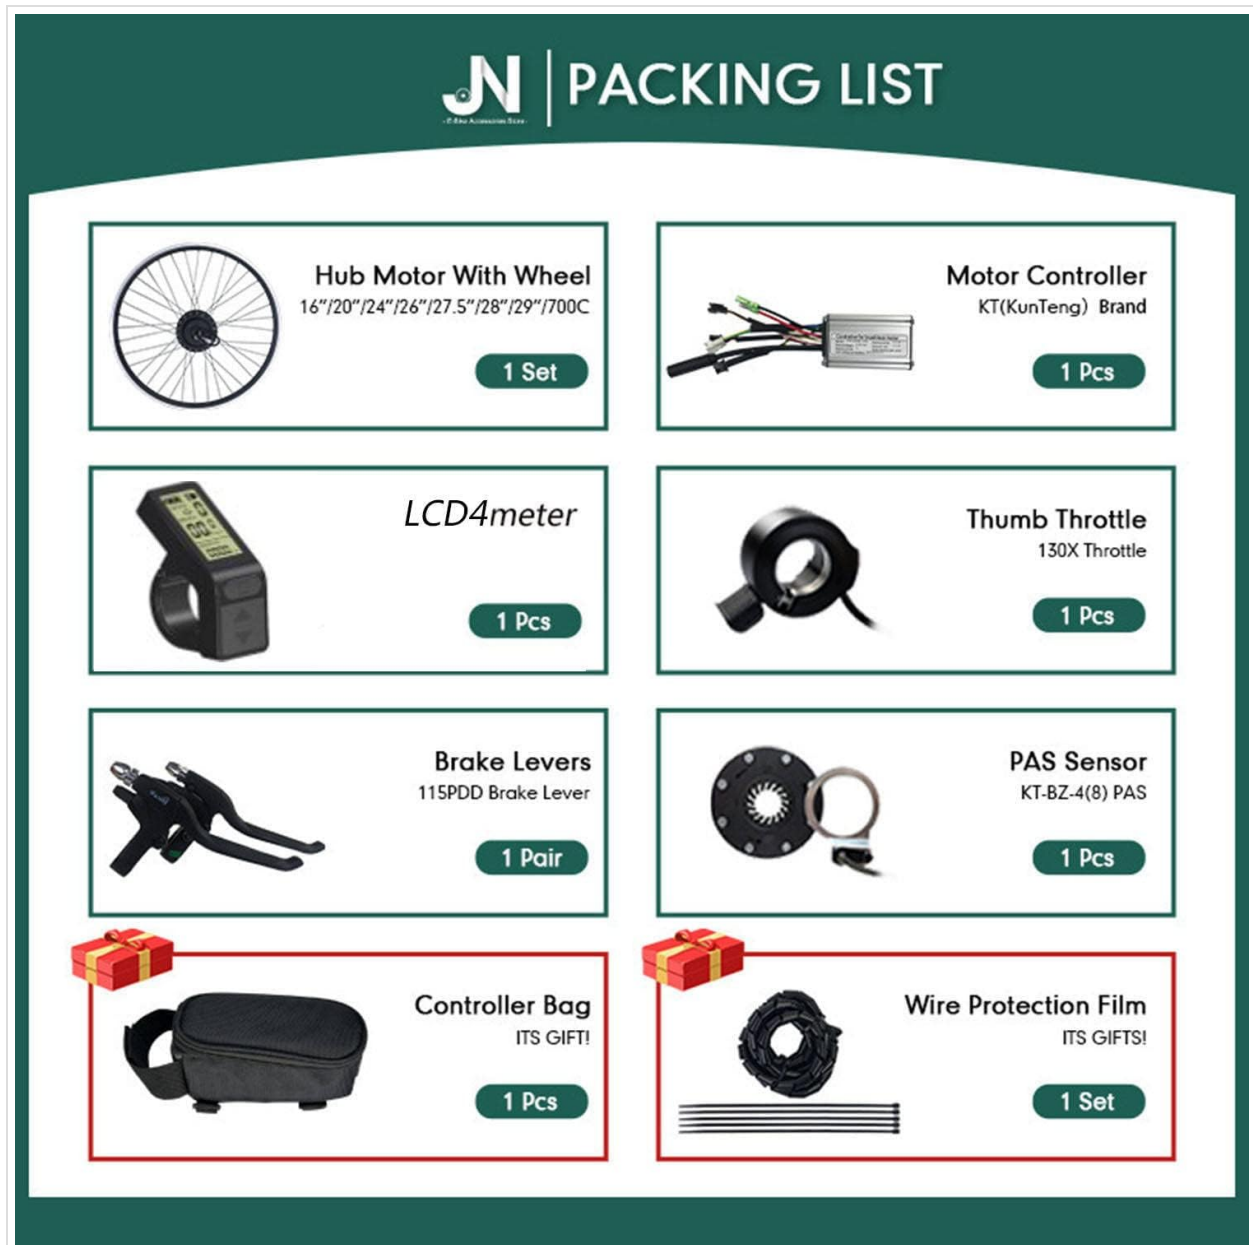 JN
PACKING LIST
- E-Bike Accessories Store -
Hub Motor With Wheel
16"/20"/24"/26"/27.5"/28"/29"/700C
1 Set
Motor Controller
KT(KunTeng) Brand
1 Pcs
LCD4meter
1 Pcs
Thumb Throttle
130X Throttle
1 Pcs
Brake Levers
115PDD Brake Lever
1 Pair
PAS Sensor
KT-BZ-4(8) PAS
1 Pcs
Controller Bag
ITS GIFT!
1 Pcs
Wire Protection Film
ITS GIFTS!
1 Set